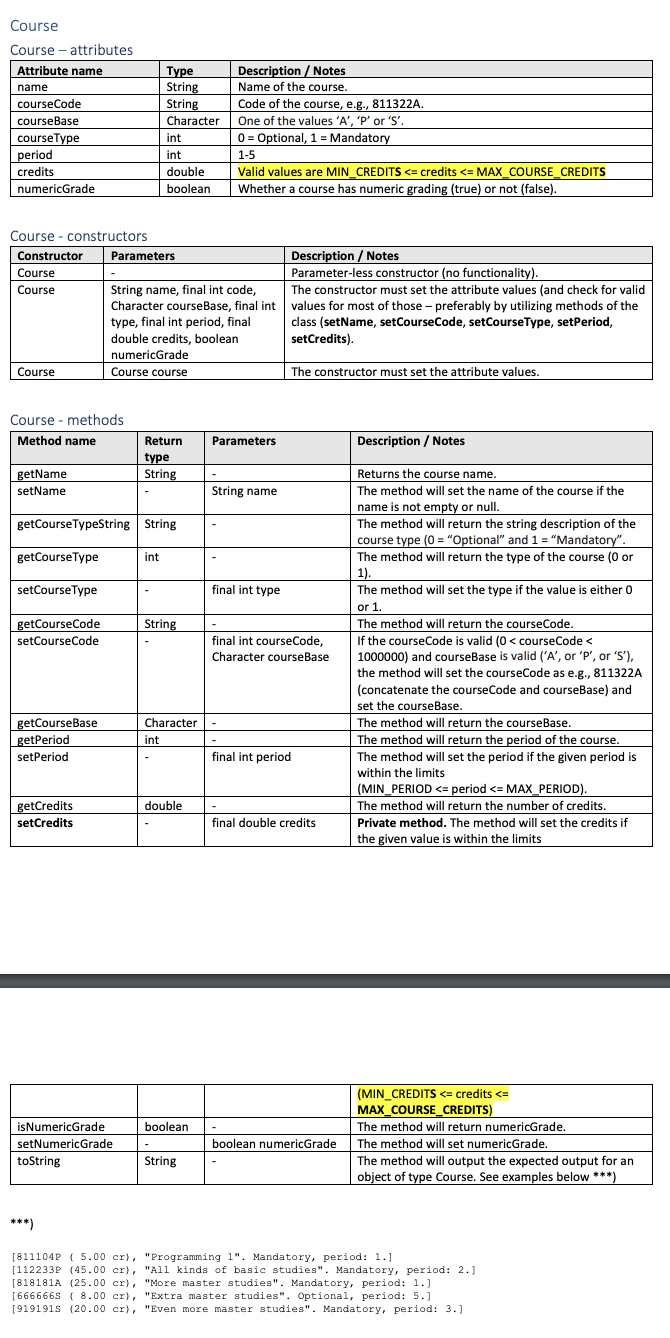 Course
Course – attributes
Attribute name Type Description / Notes
name String Name of the course.
courseCode String Code of the course, e.g., 811322A.
courseBase Character One of the values ‘A’, ‘P’ or ‘S’.
courseType int 0 = Optional, 1 = Mandatory
period int 1-5
credits double Valid values are MIN_CREDITS <= credits <= MAX_COURSE_CREDITS
numericGrade boolean Whether a course has numeric grading (true) or not (false).
Course - constructors
Constructor Parameters Description / Notes
Course - Parameter-less constructor (no functionality).
Course String name, final int code, The constructor must set the attribute values (and check for valid
Character courseBase, final int values for most of those – preferably by utilizing methods of the
type, final int period, final class (setName, setCourseCode, setCourseType, setPeriod,
double credits, boolean setCredits).
numericGrade
Course Course course The constructor must set the attribute values.
Course - methods
Method name Return Parameters Description / Notes
type
getName String - Returns the course name.
setName - String name The method will set the name of the course if the
name is not empty or null.
getCourseTypeString String - The method will return the string description of the
course type (0 = “Optional” and 1 = “Mandatory”.
getCourseType int - The method will return the type of the course (0 or
1).
setCourseType - final int type The method will set the type if the value is either 0
or 1.
getCourseCode String - The method will return the courseCode.
setCourseCode - final int courseCode, If the courseCode is valid (0 < courseCode <
Character courseBase 1000000) and courseBase is valid (‘A’, or ‘P’, or ‘S’),
the method will set the courseCode as e.g., 811322A
(concatenate the courseCode and courseBase) and
set the courseBase.
getCourseBase Character - The method will return the courseBase.
getPeriod int - The method will return the period of the course.
setPeriod - final int period The method will set the period if the given period is
within the limits
(MIN_PERIOD <= period <= MAX_PERIOD).
getCredits double - The method will return the number of credits.
setCredits - final double credits Private method. The method will set the credits if
the given value is within the limits
(MIN_CREDITS <= credits <=
MAX_COURSE_CREDITS)
isNumericGrade boolean - The method will return numericGrade.
setNumericGrade - boolean numericGrade The method will set numericGrade.
toString String - The method will output the expected output for an
object of type Course. See examples below ***)
***)
[811104P ( 5.00 cr), "Programming 1". Mandatory, period: 1.]
[112233P (45.00 cr), "All kinds of basic studies". Mandatory, period: 2.]
[818181A (25.00 cr), "More master studies". Mandatory, period: 1.]
[666666S ( 8.00 cr), "Extra master studies". Optional, period: 5.]
[919191S (20.00 cr), "Even more master studies". Mandatory, period: 3.]